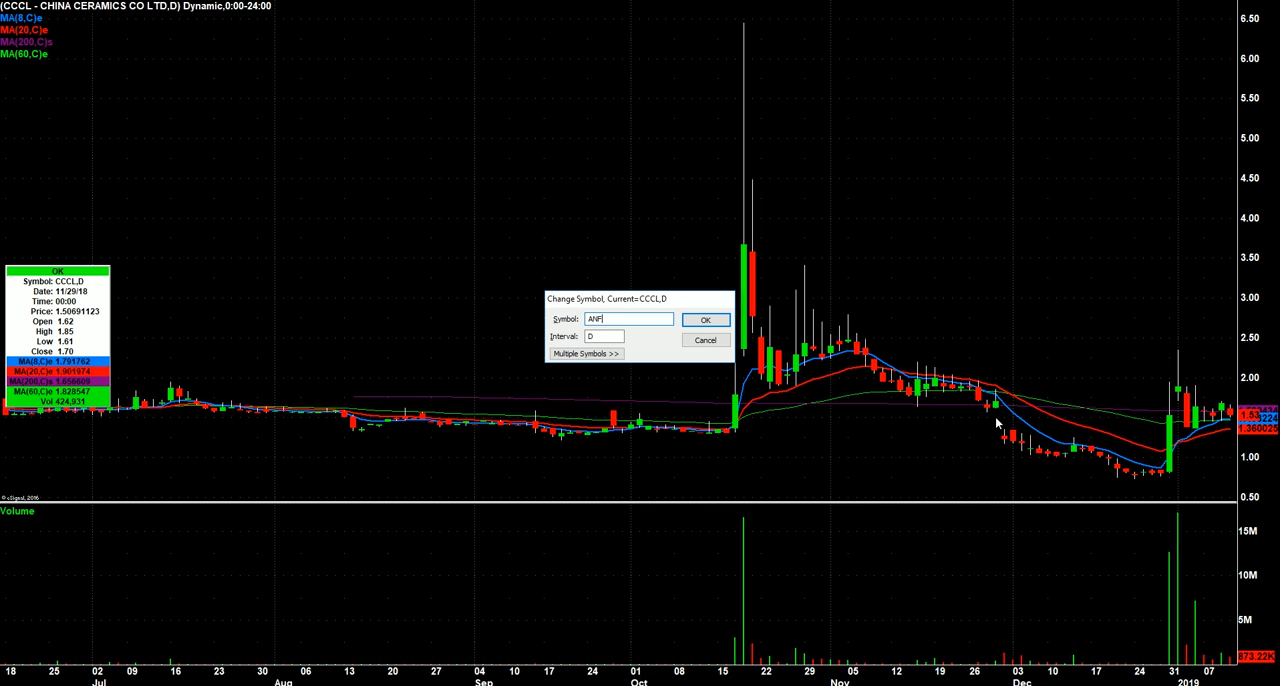 (CCCL - CHINA CERAMICS CO LTD,D) Dynamic,0:00-24:00
MA(8,C)e
MA(20,C)e
MA(200,C)s
MA(60,C)e
6.50
6.00
5.50
5.00
4.50
4.00
3.50
3.00
2.50
2.00
1.00
0.50
OK
Symbol: CCCL,D
Date: 11/29/18
Time: 00:00
Price: 1.50691123
Open 1.62
High 1.85
Low 1.61
Close 1.70
MA(8,C)e 1.791762
MA(20,C)e 1.901974
MA(200,C)s 1.656609
MA(60,C)e 1.828547
Vol 424,931
Change Symbol, Current=CCCL,D
Symbol: ANF
OK
Interval: D
Cancel
Multiple Symbols >>
© eSignal, 2016
Volume
15M
10M
5M
873.22K
18 25 02 09 16 23 30 06 13 20 27 04 10 17 24 01 08 15 22 29 05 12 19 26 03 10 17 24 31 07
Jul Aug Sep Oct Nov Dec 2019